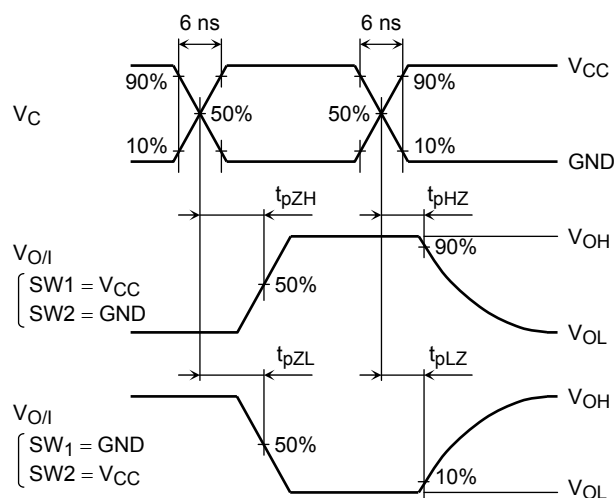 6 ns 6 ns
90% 50% 50% 90% V_CC
V_C
10% 10% GND
t_pZH t_pHZ
V_O/I 90% V_OH
SW1 = V_CC 50%
SW2 = GND V_OL
t_pZL t_pLZ
V_O/I V_OH
SW_1 = GND 50%
SW2 = V_CC 10%
V_OL